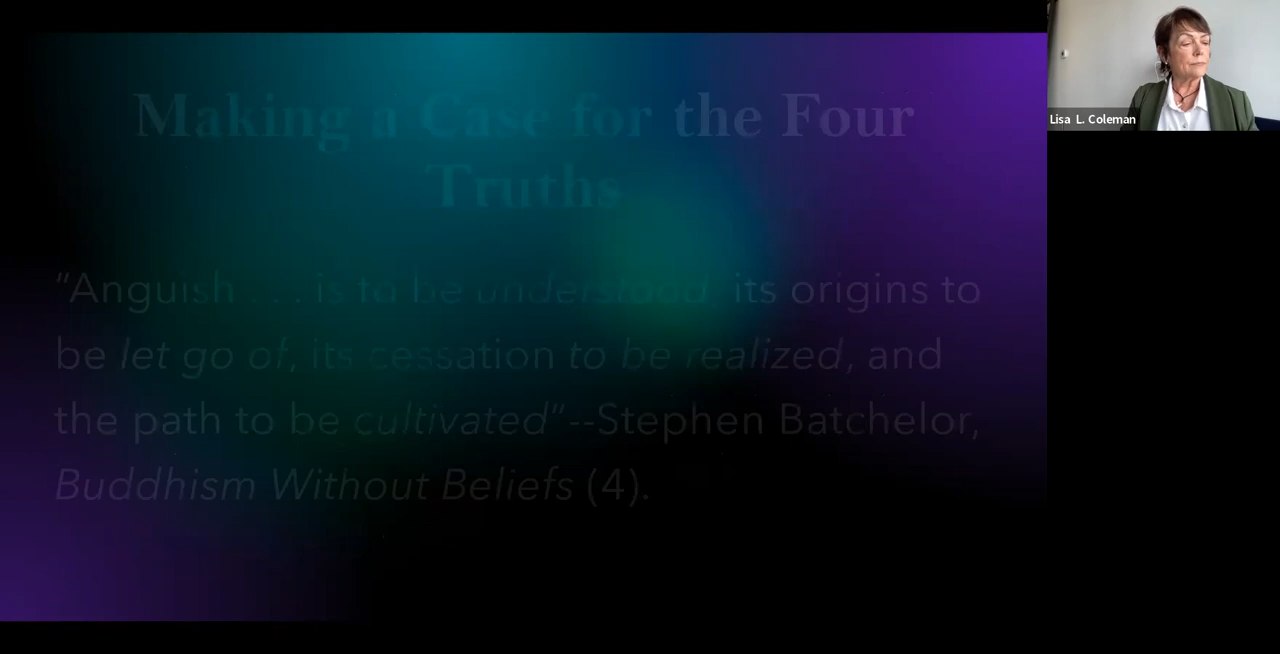 Making a Case for the Four
Truths
"Anguish . . . is to be understood, its origins to
be let go of, its cessation to be realized, and
the path to be cultivated" --Stephen Batchelor,
Buddhism Without Beliefs (4).
Lisa L. Coleman